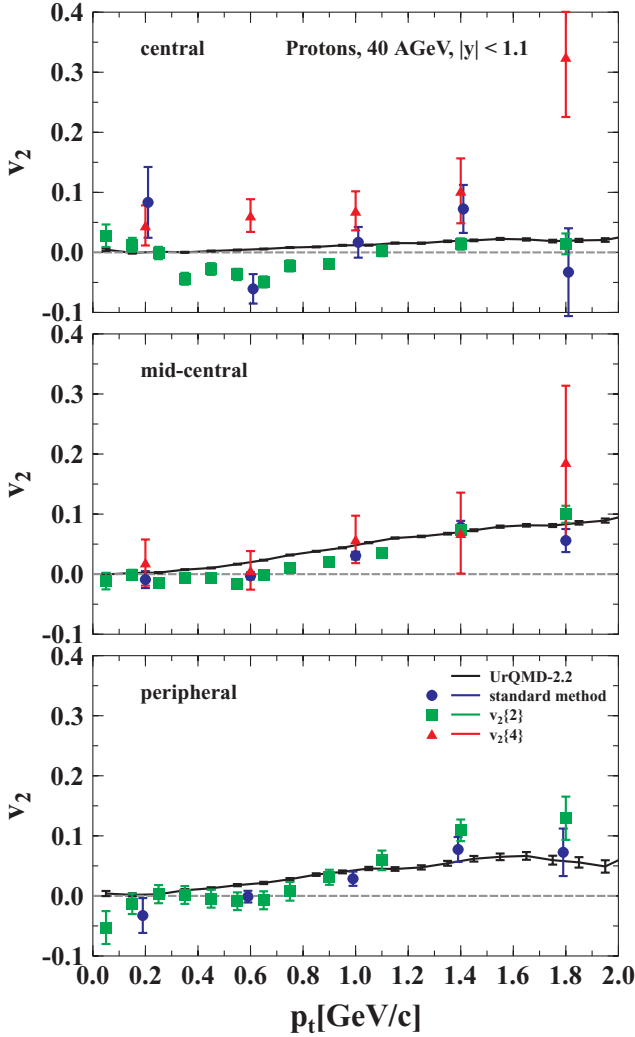 central
Protons, 40 AGeV, |y| < 1.1
0.4
0.3
0.2
0.1
0.0
-0.1
v₂
mid-central
0.4
0.3
0.2
0.1
0.0
-0.1
v₂
peripheral
UrQMD-2.2
standard method
v₂{2}
v₂{4}
0.4
0.3
0.2
0.1
0.0
-0.1
v₂
0.0 0.2 0.4 0.6 0.8 1.0 1.2 1.4 1.6 1.8 2.0
pₜ[GeV/c]